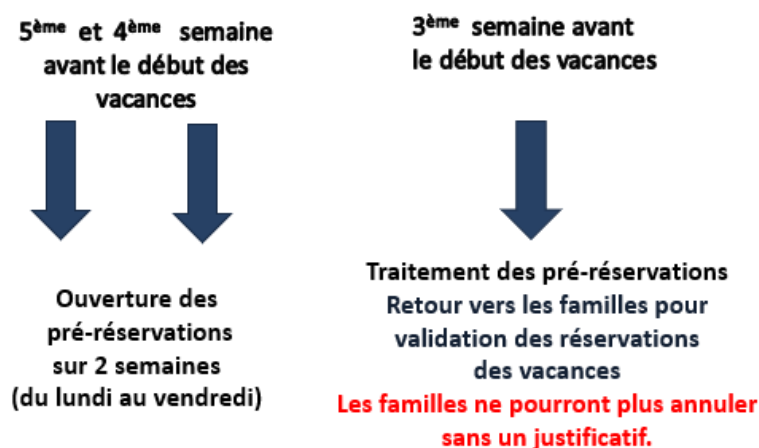 5ème et 4ème semaine
avant le début des
vacances
3ème semaine avant
le début des vacances
Ouverture des
pré-réservations
sur 2 semaines
(du lundi au vendredi)
Traitement des pré-réservations
Retour vers les familles pour
validation des réservations
des vacances
Les familles ne pourront plus annuler
sans un justificatif.